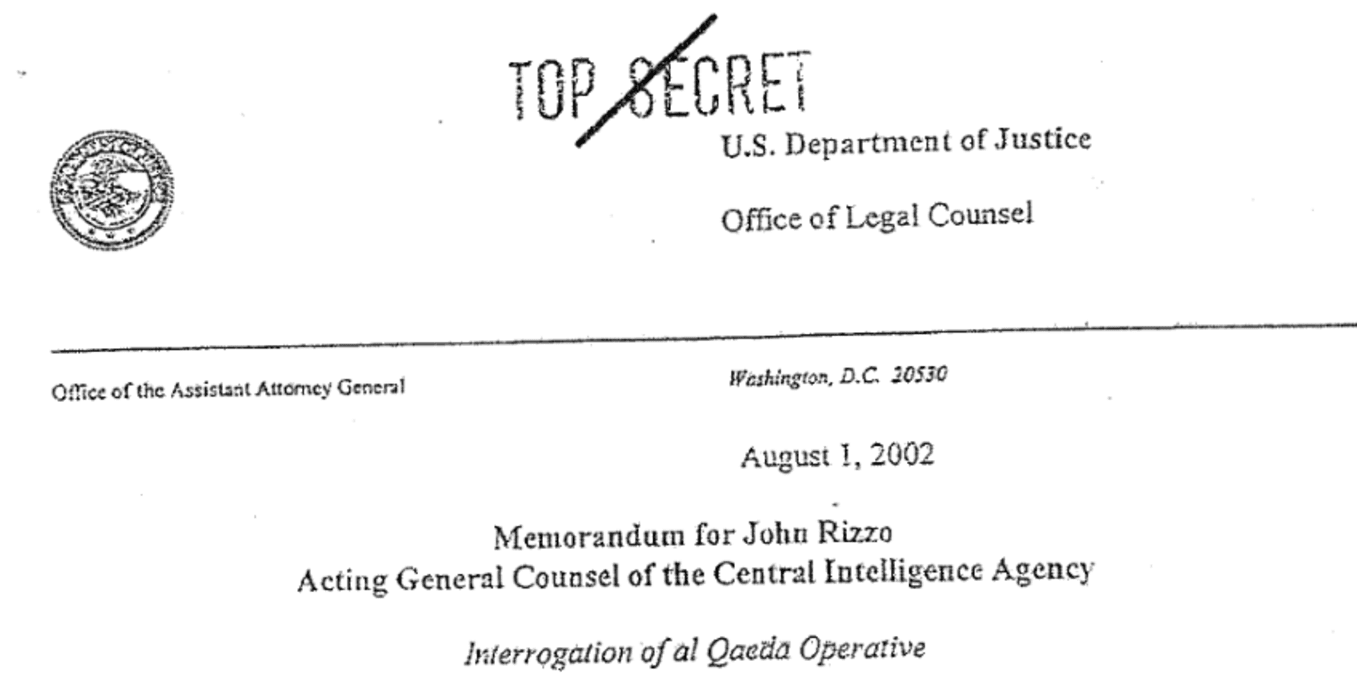 TOP SECRET
U.S. Department of Justice
Office of Legal Counsel
Office of the Assistant Attorney General
Washington, D.C. 20530
August 1, 2002
Memorandum for John Rizzo
Acting General Counsel of the Central Intelligence Agency
Interrogation of al Qaeda Operative